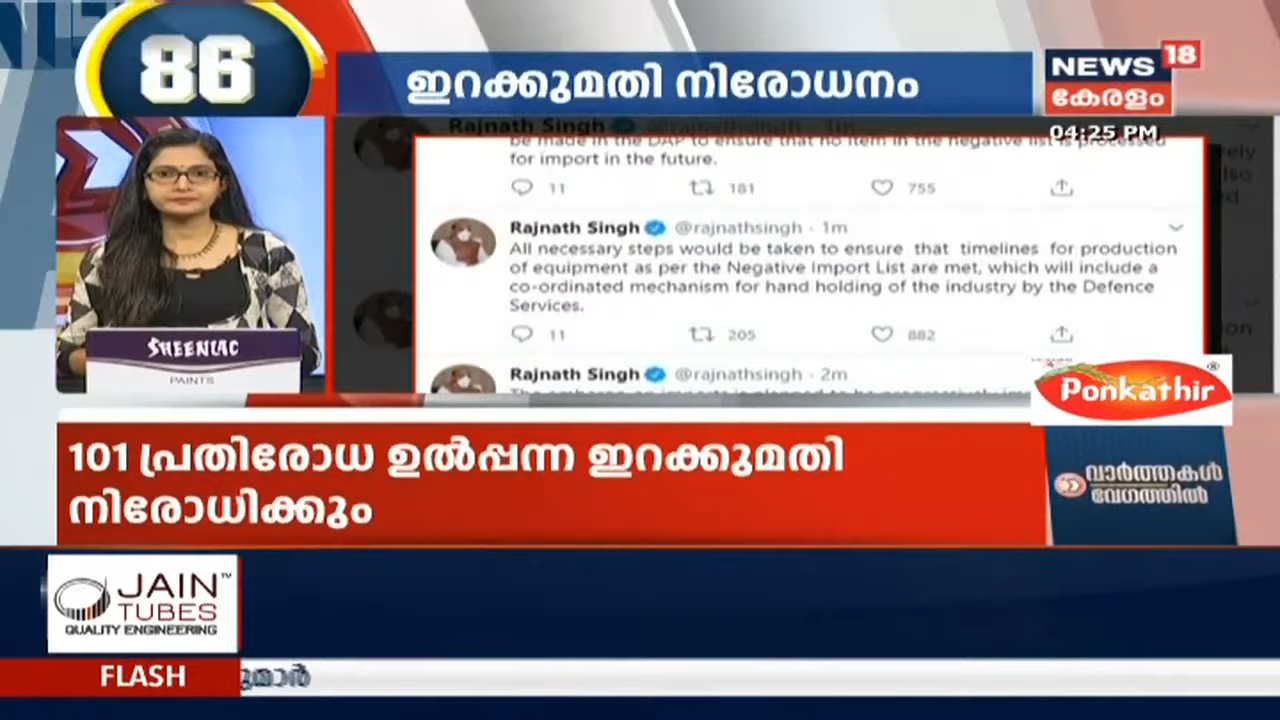 86
ഇറക്കുമതി നിരോധനം
NEWS 18
കേരളം
04:25 PM
Rajnath Singh
be made in the DAP to ensure that no item in the negative list is processed
for import in the future.
11 181 755
Rajnath Singh @rajnathsingh · 1m
All necessary steps would be taken to ensure that timelines for production
of equipment as per the Negative Import List are met, which will include a
co-ordinated mechanism for hand holding of the industry by the Defence
Services.
11 205 882
Rajnath Singh @rajnathsingh · 2m
SHEENLAC
PAINTS
Ponkathir
101 പ്രതിരോധ ഉൽപ്പന്ന ഇറക്കുമതി
നിരോധിക്കും
വാർത്തകൾ
വേഗത്തിൽ
JAIN TM
TUBES
QUALITY ENGINEERING
FLASH